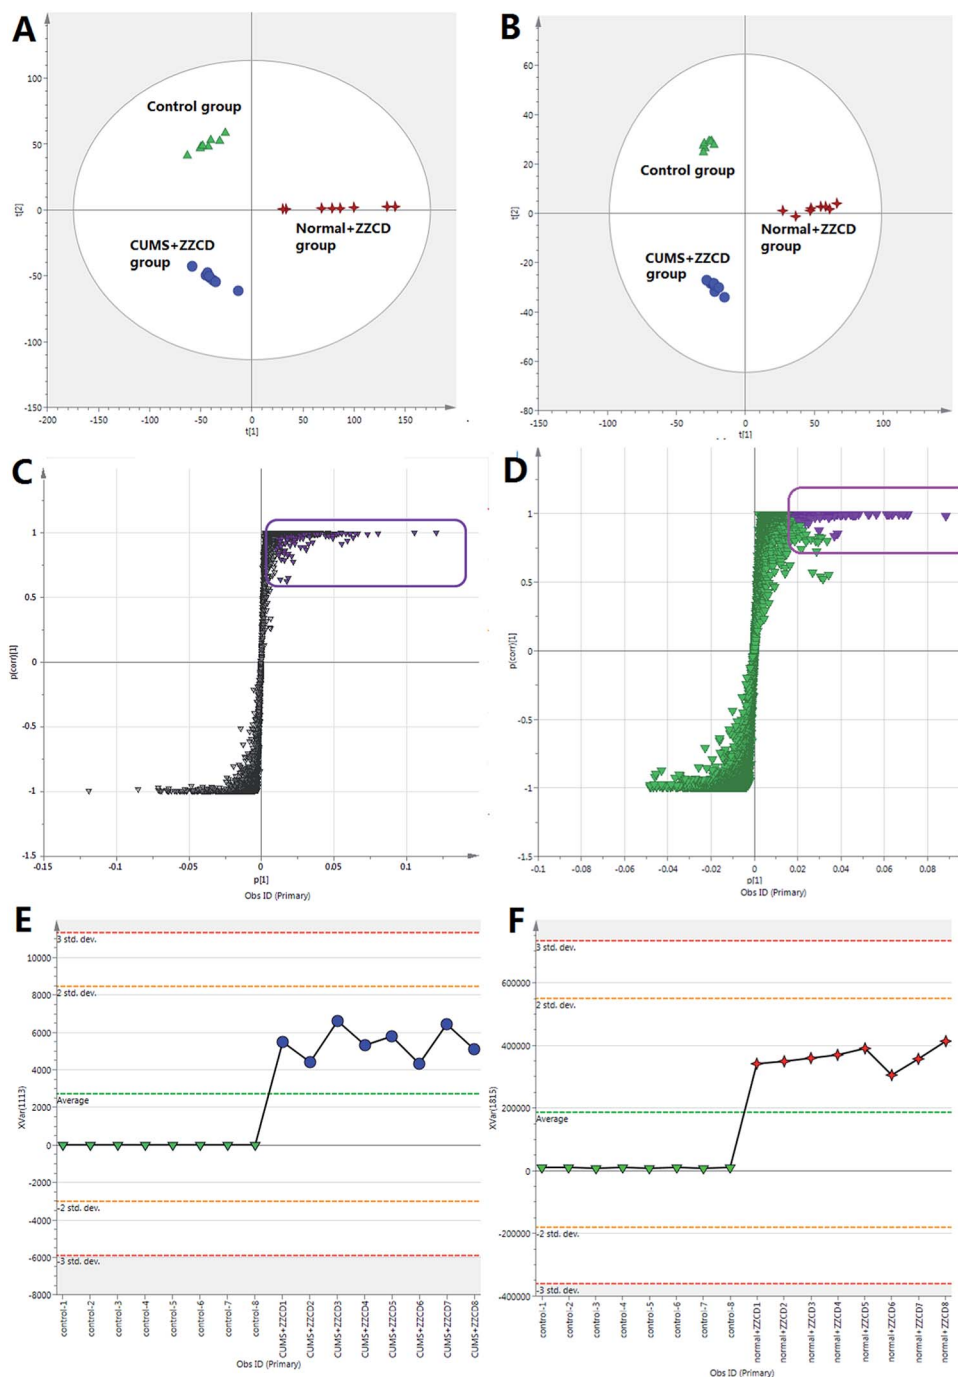 A
Control group
CUMS+ZZCD
group
Normal+ZZCD
group
t[2]
100
50
0
-50
-100
-150
-200
-150
-100
-50
0
50
100
150
t[1]
B
Control group
Normal+ZZCD
group
CUMS+ZZCD
group
t[2]
60
40
20
0
-20
-40
-60
-80
-150
-100
-50
0
50
100
150
t[1]
C
p(corr)[1]
1
0.5
0
-0.5
-1
-1.5
-0.15
-0.1
-0.05
0
0.05
0.1
p[1]
Obs ID (Primary)
D
p(corr)[1]
1
0.5
0
-0.5
-1
-1.5
-0.1
-0.08
-0.06
-0.04
-0.02
0
0.02
0.04
0.06
0.08
p[1]
Obs ID (Primary)
E
XVar(1113)
10000
8000
6000
4000
2000
0
-2000
-4000
-6000
-8000
3 std. dev.
2 std. dev.
Average
-2 std. dev.
-3 std. dev.
control-1
control-2
control-3
control-4
control-5
control-6
control-7
control-8
CUMS+ZZCD1
CUMS+ZZCD2
CUMS+ZZCD3
CUMS+ZZCD4
CUMS+ZZCD5
CUMS+ZZCD6
CUMS+ZZCD7
CUMS+ZZCD8
Obs ID (Primary)
F
XVar(1815)
600000
400000
200000
0
-200000
-400000
3 std. dev.
2 std. dev.
Average
-2 std. dev.
-3 std. dev.
control-1
control-2
control-3
control-4
control-5
control-6
control-7
control-8
normal+ZZCD1
normal+ZZCD2
normal+ZZCD3
normal+ZZCD4
normal+ZZCD5
normal+ZZCD6
normal+ZZCD7
normal+ZZCD8
Obs ID (Primary)